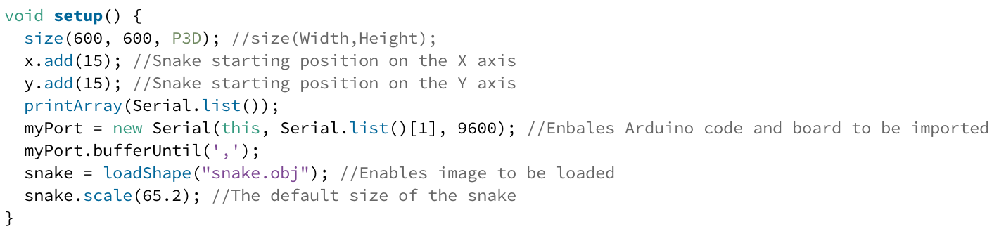 void setup() {
  size(600, 600, P3D); //size(Width,Height);
  x.add(15); //Snake starting position on the X axis
  y.add(15); //Snake starting position on the Y axis
  printArray(Serial.list());
  myPort = new Serial(this, Serial.list()[1], 9600); //Enbales Arduino code and board to be imported
  myPort.bufferUntil(',');
  snake = loadShape("snake.obj"); //Enables image to be loaded
  snake.scale(65.2); //The default size of the snake
}